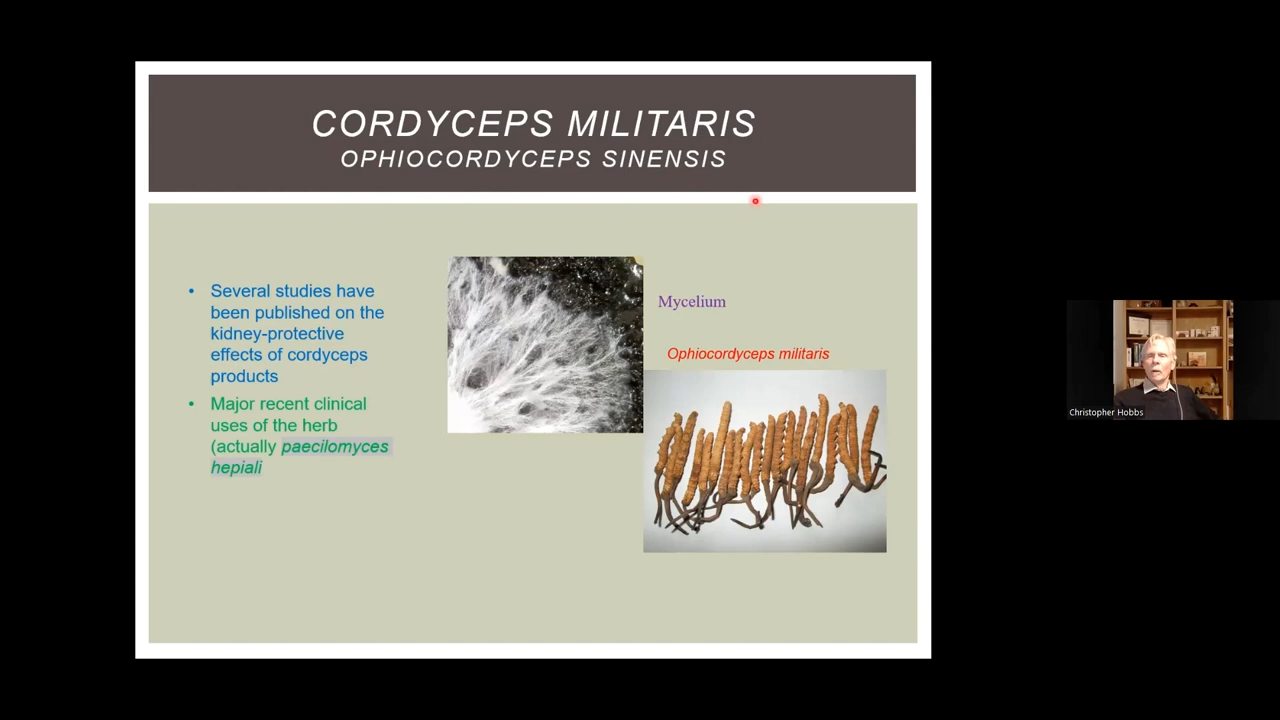 CORDYCEPS MILITARIS
OPHIOCORDYCEPS SINENSIS
• Several studies have
been published on the
kidney-protective
effects of cordyceps
products
• Major recent clinical
uses of the herb
(actually paecilomyces
hepiali
Mycelium
Ophiocordyceps militaris
Christopher Hobbs